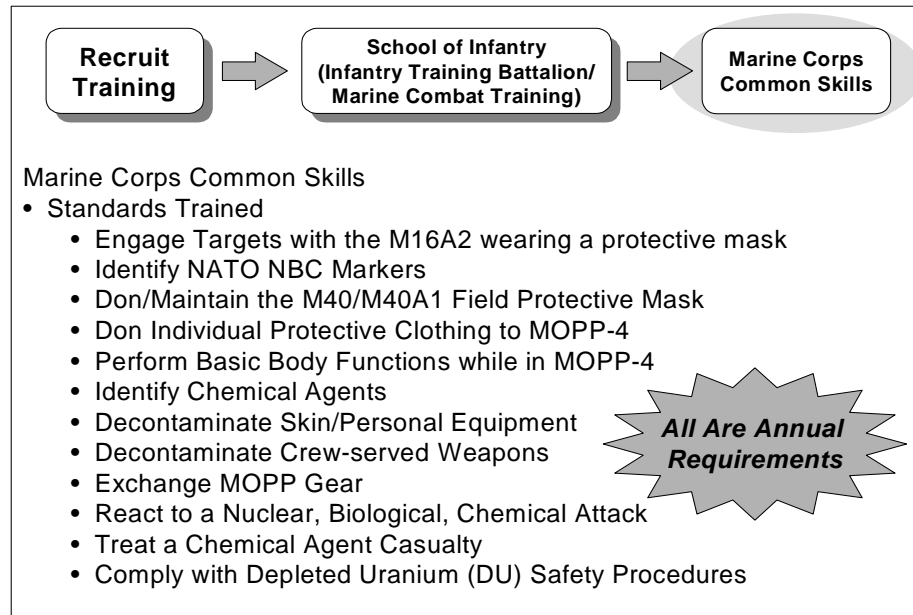 Recruit
Training
School of Infantry
(Infantry Training Battalion/
Marine Combat Training)
Marine Corps
Common Skills
Marine Corps Common Skills
• Standards Trained
• Engage Targets with the M16A2 wearing a protective mask
• Identify NATO NBC Markers
• Don/Maintain the M40/M40A1 Field Protective Mask
• Don Individual Protective Clothing to MOPP-4
• Perform Basic Body Functions while in MOPP-4
• Identify Chemical Agents
• Decontaminate Skin/Personal Equipment
• Decontaminate Crew-served Weapons
• Exchange MOPP Gear
• React to a Nuclear, Biological, Chemical Attack
• Treat a Chemical Agent Casualty
• Comply with Depleted Uranium (DU) Safety Procedures
All Are Annual
Requirements